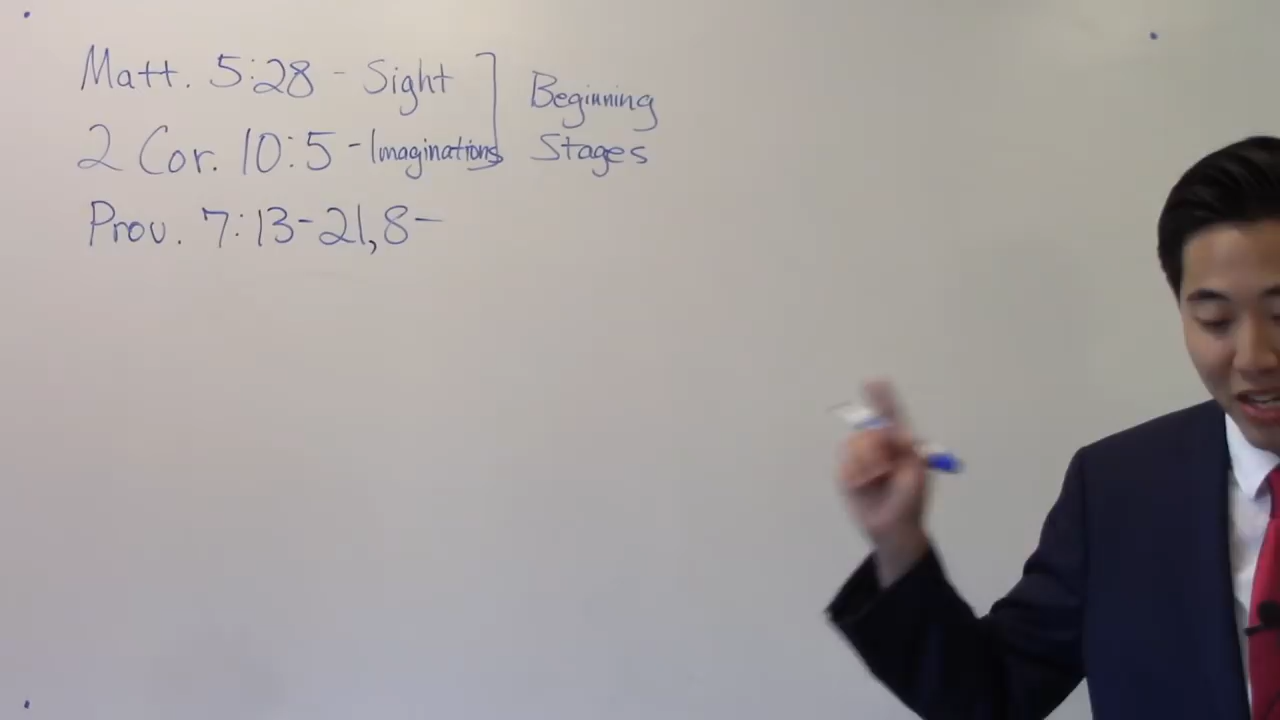 Matt. 5:28 - Sight
2 Cor. 10:5 - Imaginations
Beginning
Stages
Prov. 7:13-21,8-